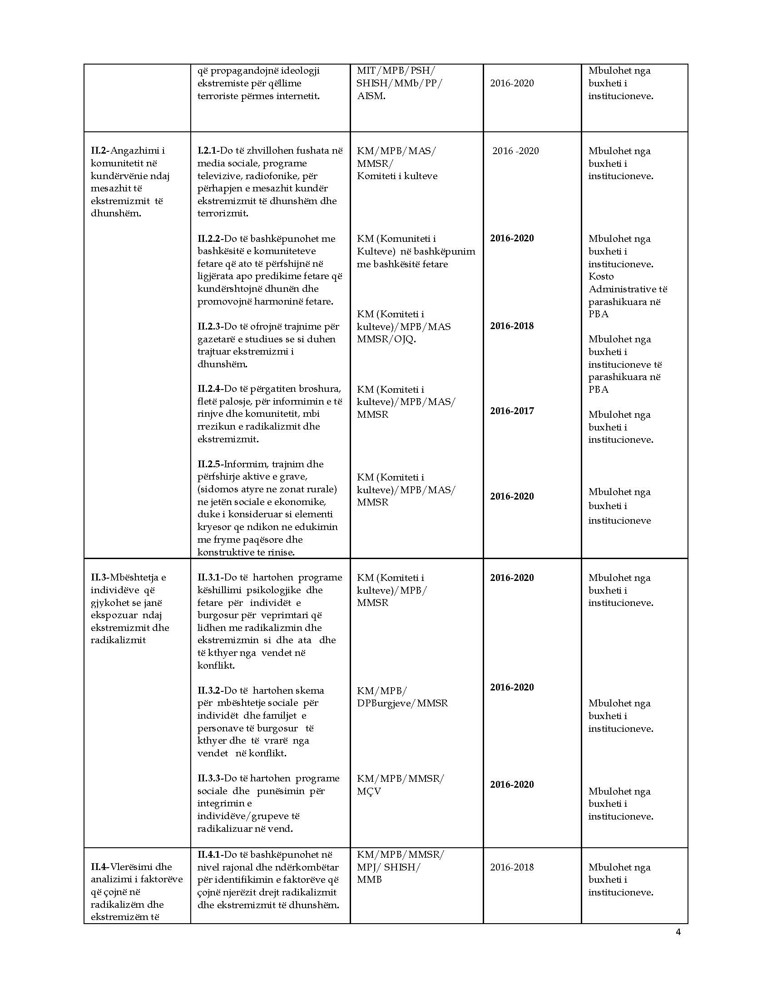 që propagandojnë ideologji
ekstremiste për qëllime
terroriste përmes internetit.
MIT/MPB/PSH/
SHISH/MMb/PP/
AISM.
2016-2020
Mbulohet nga
buxheti i
institucioneve.
II.2-Angazhimi i
komunitetit në
kundërvënie ndaj
mesazhit të
ekstremizmit  të
dhunshëm.
I.2.1-Do të zhvillohen fushata në
media sociale, programe
televizive, radiofonike, për
përhapjen e mesazhit kundër
ekstremizmit të dhunshëm dhe
terrorizmit.
KM/MPB/MAS/
MMSR/
Komiteti i kulteve
2016 -2020
Mbulohet nga
buxheti i
institucioneve.
II.2.2-Do të bashkëpunohet me
bashkësitë e komuniteteve
fetare që ato të përfshijnë në
ligjërata apo predikime fetare që
kundërshtojnë dhunën dhe
promovojnë harmoninë fetare.
KM (Komuniteti i
Kulteve)  në bashkëpunim
me bashkësitë fetare
2016-2020
Mbulohet nga
buxheti i
institucioneve.
Kosto
Administrative të
parashikuara në
PBA
II.2.3-Do të ofrojnë trajnime për
gazetarë e studiues se si duhen
trajtuar ekstremizmi i
dhunshëm.
KM (Komiteti i
kulteve)/MPB/MAS
MMSR/OJQ.
2016-2018
Mbulohet nga
buxheti i
institucioneve të
parashikuara në
PBA
II.2.4-Do të përgatiten broshura,
fletë palosje, për informimin e të
rinjve dhe komunitetit, mbi
rrezikun e radikalizmit dhe
ekstremizmit.
KM (Komiteti i
kulteve)/MPB/MAS/
MMSR
2016-2017
Mbulohet nga
buxheti i
institucioneve.
II.2.5-Informim, trajnim dhe
përfshirje aktive e grave,
(sidomos atyre ne zonat rurale)
ne jetën sociale e ekonomike,
duke i konsideruar si elementi
kryesor qe ndikon ne edukimin
me fryme paqësore dhe
konstruktive te rinise.
KM (Komiteti i
kulteve)/MPB/MAS/
MMSR
2016-2020
Mbulohet nga
buxheti i
institucioneve
II.3-Mbështetja e
individëve  që
gjykohet se janë
ekspozuar  ndaj
ekstremizmit dhe
radikalizmit
II.3.1-Do të  hartohen  programe
këshillimi  psikologjike  dhe
fetare  për   individët  e
burgosur për  veprimtari që
lidhen me radikalizmin dhe
ekstremizmin  si  dhe  ata   dhe
të kthyer nga  vendet në
konflikt.
KM (Komiteti i
kulteve)/MPB/
MMSR
2016-2020
Mbulohet nga
buxheti i
institucioneve.
II.3.2-Do të  hartohen skema
për  mbështetje sociale  për
individët  dhe familjet  e
personave të burgosur   të
kthyer dhe  të  vrarë  nga
vendet   në konflikt.
KM/MPB/
DPBurgjeve/MMSR
2016-2020
Mbulohet nga
buxheti i
institucioneve.
II.3.3-Do të hartohen  programe
sociale  dhe   punësimin  për
integrimin e
individëve/grupeve të
radikalizuar në vend.
KM/MPB/MMSR/
MÇV
2016-2020
Mbulohet nga
buxheti i
institucioneve.
II.4-Vlerësimi dhe
analizimi i faktorëve
që çojnë në
radikalizëm dhe
ekstremizëm të
II.4.1-Do të bashkëpunohet në
nivel rajonal dhe ndërkombëtar
për identifikimin e faktorëve që
çojnë njerëzit drejt radikalizmit
dhe ekstremizmit të dhunshëm.
KM/MPB/MMSR/
MPJ/ SHISH/
MMB
2016-2018
Mbulohet nga
buxheti i
institucioneve.
4